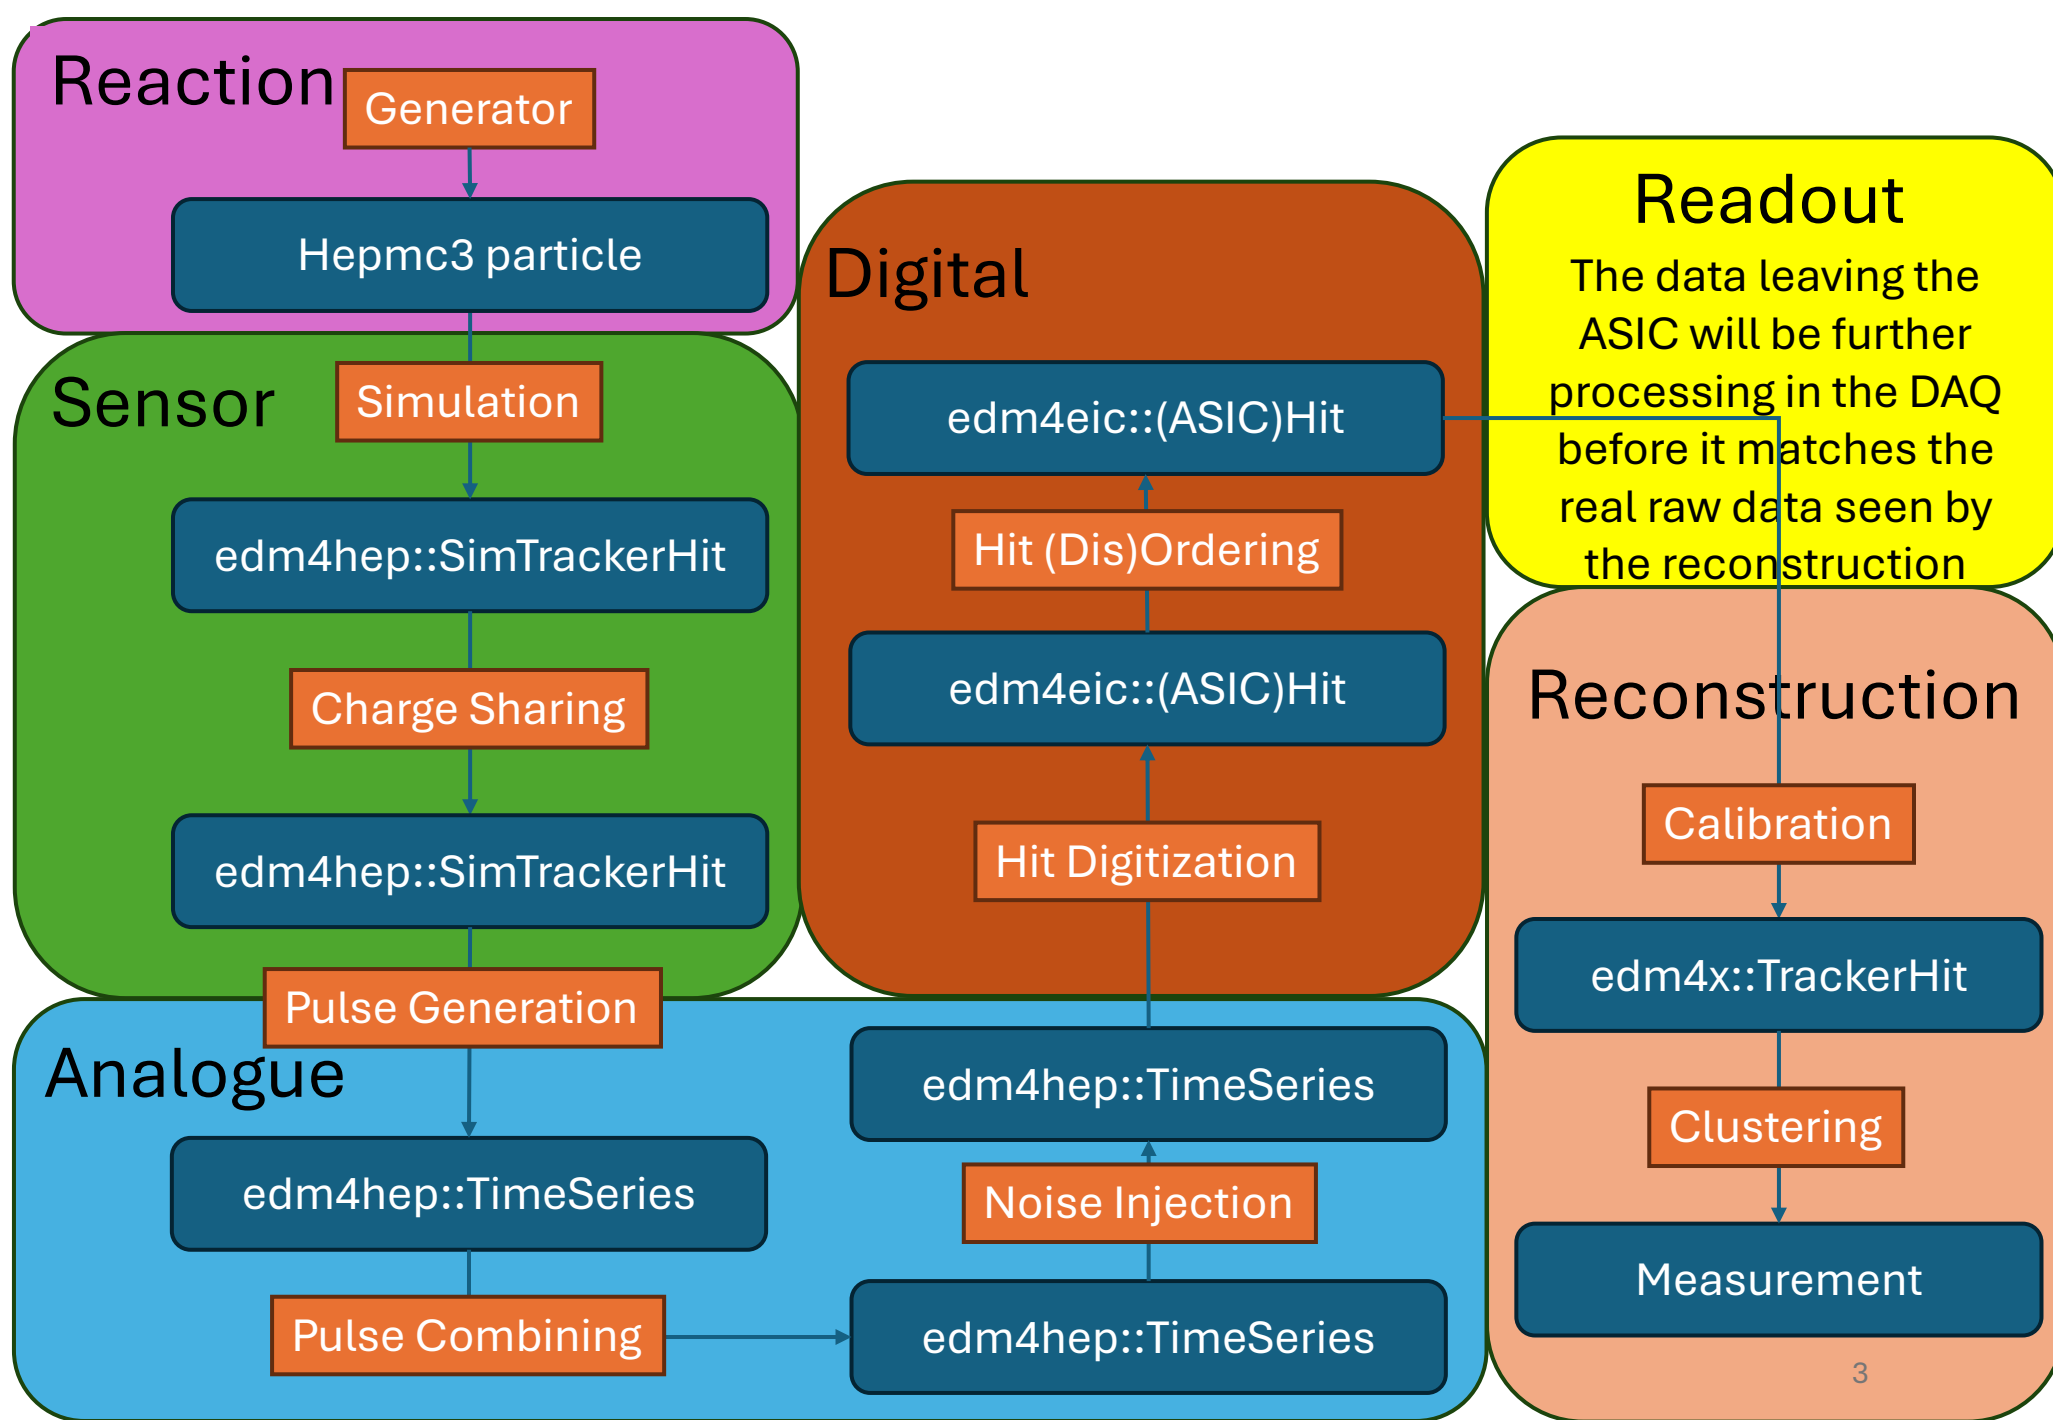 Reaction
Generator
Hepmc3 particle
Sensor
Simulation
edm4hep::SimTrackerHit
Charge Sharing
edm4hep::SimTrackerHit
Pulse Generation
Analogue
edm4hep::TimeSeries
Pulse Combining
edm4hep::TimeSeries
Noise Injection
edm4hep::TimeSeries
Digital
Hit Digitization
edm4eic::(ASIC)Hit
Hit (Dis)Ordering
edm4eic::(ASIC)Hit
Readout
The data leaving the
ASIC will be further
processing in the DAQ
before it matches the
real raw data seen by
the reconstruction
Reconstruction
Calibration
edm4x::TrackerHit
Clustering
Measurement
3